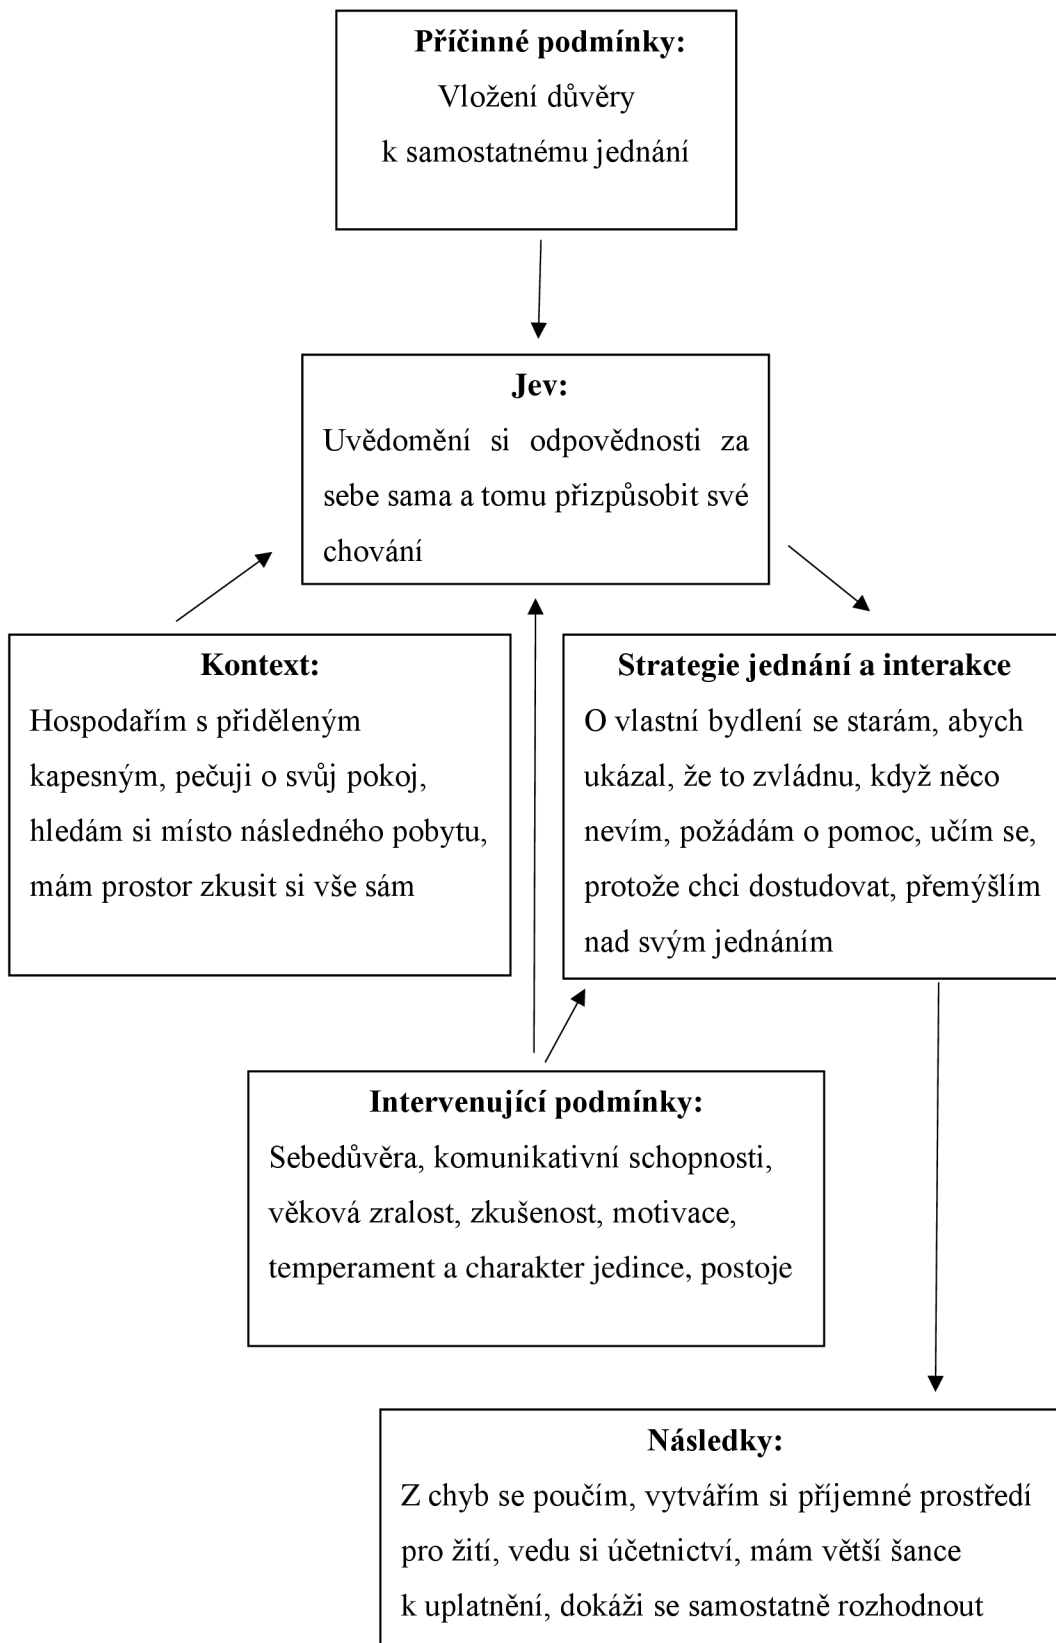 Příčinné podmínky:
Vložení důvěry
k samostatnému jednání
Jev:
Uvědomění si odpovědnosti za
sebe sama a tomu přizpůsobit své
chování
Kontext:
Hospodařím s přiděleným
kapesným, pečuji o svůj pokoj,
hledám si místo následného pobytu,
mám prostor zkusit si vše sám
Strategie jednání a interakce
O vlastní bydlení se starám, abych
ukázal, že to zvládnu, když něco
nevím, požádám o pomoc, učím se,
protože chci dostudovat, přemýšlím
nad svým jednáním
Intervenující podmínky:
Sebedůvěra, komunikativní schopnosti,
věková zralost, zkušenost, motivace,
temperament a charakter jedince, postoje
Následky:
Z chyb se poučím, vytvářím si příjemné prostředí
pro žití, vedu si účetnictví, mám větší šance
k uplatnění, dokáži se samostatně rozhodnout